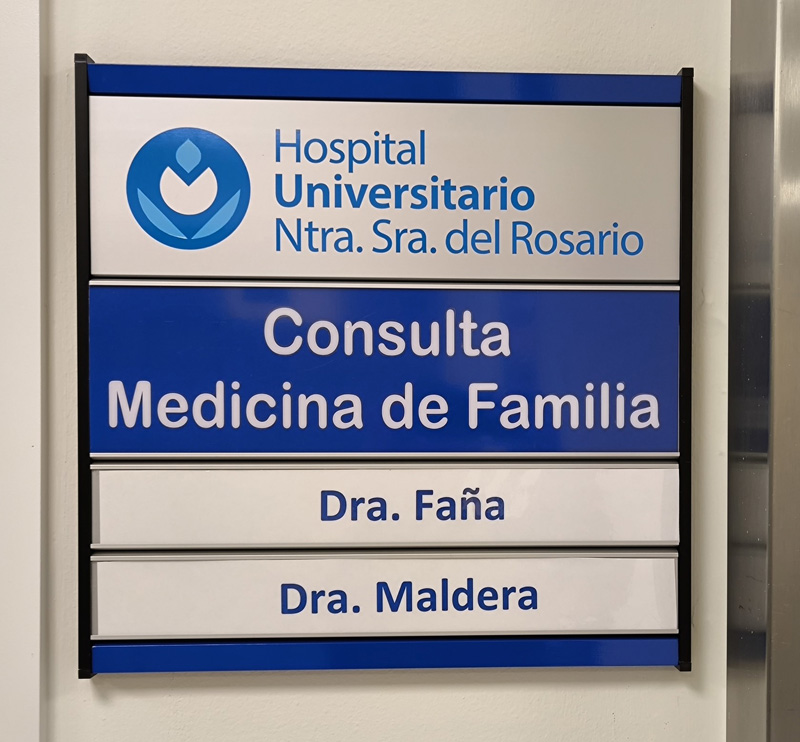 Hospital
Universitario
Ntra. Sra. del Rosario
Consulta
Medicina de Familia
Dra. Faña
Dra. Maldera